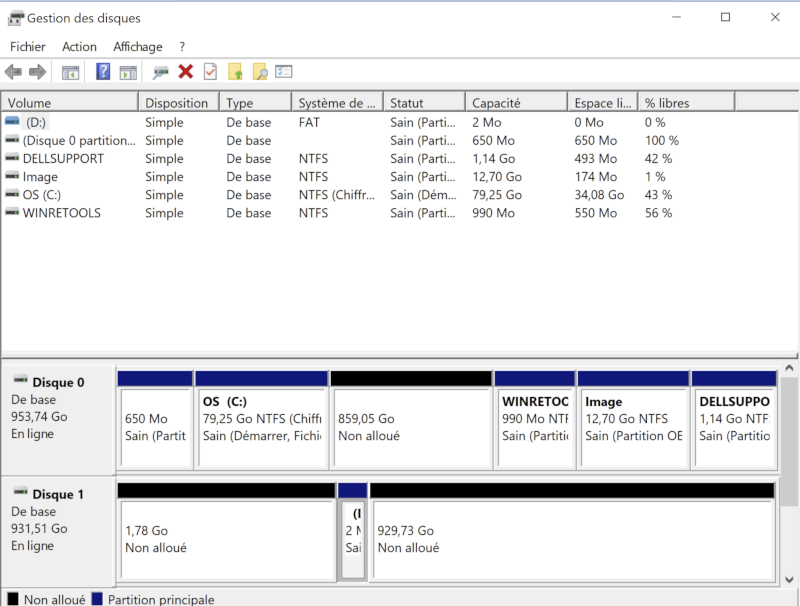 Gestion des disques
Fichier Action Affichage ?
Volume Disposition Type Système de ... Statut Capacité Espace li... % libres
(D:) Simple De base FAT Sain (Parti... 2 Mo 0 Mo 0 %
(Disque 0 partition... Simple De base Sain (Parti... 650 Mo 650 Mo 100 %
DELLSUPPORT Simple De base NTFS Sain (Parti... 1,14 Go 493 Mo 42 %
Image Simple De base NTFS Sain (Parti... 12,70 Go 174 Mo 1 %
OS (C:) Simple De base NTFS (Chiffr... Sain (Dém... 79,25 Go 34,08 Go 43 %
WINRETOOLS Simple De base NTFS Sain (Parti... 990 Mo 550 Mo 56 %
Disque 0
De base
953,74 Go
En ligne
650 Mo
Sain (Partit
OS (C:)
79,25 Go NTFS (Chiffr
Sain (Démarrer, Fichi
859,05 Go
Non alloué
WINRETOO
990 Mo NTF
Sain (Partitio
Image
12,70 Go NTFS
Sain (Partition OE
DELLSUPPO
1,14 Go NTF
Sain (Partitio
Disque 1
De base
931,51 Go
En ligne
1,78 Go
Non alloué
(I
2 M
Sai
929,73 Go
Non alloué
Non alloué Partition principale